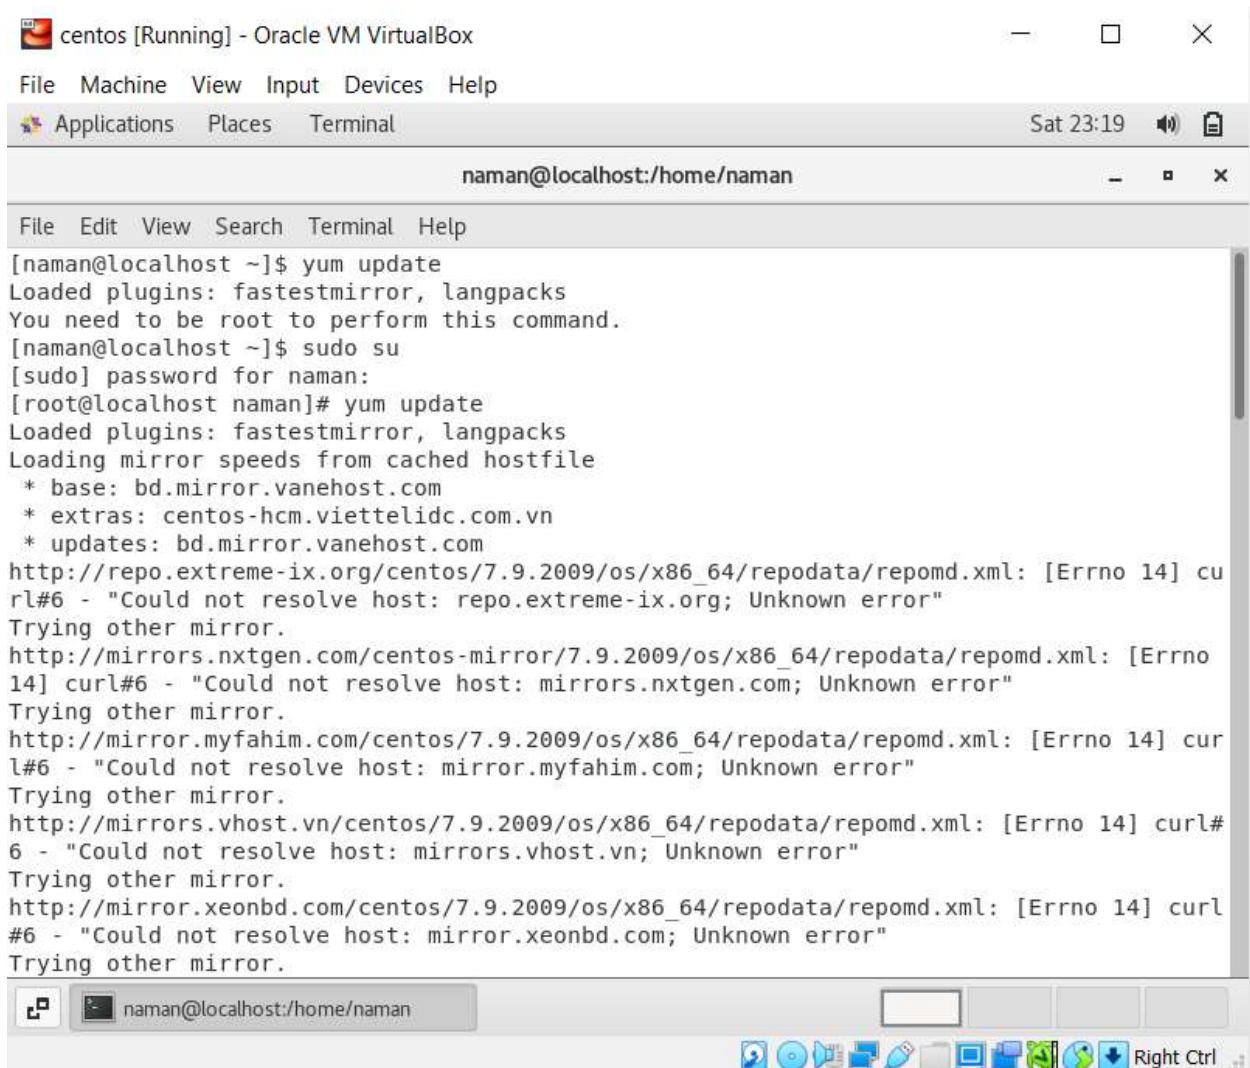 centos [Running] - Oracle VM VirtualBox
File Machine View Input Devices Help
Applications Places Terminal Sat 23:19
naman@localhost:/home/naman
File Edit View Search Terminal Help
[naman@localhost ~]$ yum update
Loaded plugins: fastestmirror, langpacks
You need to be root to perform this command.
[naman@localhost ~]$ sudo su
[sudo] password for naman:
[root@localhost naman]# yum update
Loaded plugins: fastestmirror, langpacks
Loading mirror speeds from cached hostfile
 * base: bd.mirror.vanehost.com
 * extras: centos-hcm.viettelidc.com.vn
 * updates: bd.mirror.vanehost.com
http://repo.extreme-ix.org/centos/7.9.2009/os/x86_64/repodata/repomd.xml: [Errno 14] cu
rl#6 - "Could not resolve host: repo.extreme-ix.org; Unknown error"
Trying other mirror.
http://mirrors.nxtgen.com/centos-mirror/7.9.2009/os/x86_64/repodata/repomd.xml: [Errno
14] curl#6 - "Could not resolve host: mirrors.nxtgen.com; Unknown error"
Trying other mirror.
http://mirror.myfahim.com/centos/7.9.2009/os/x86_64/repodata/repomd.xml: [Errno 14] cur
l#6 - "Could not resolve host: mirror.myfahim.com; Unknown error"
Trying other mirror.
http://mirrors.vhost.vn/centos/7.9.2009/os/x86_64/repodata/repomd.xml: [Errno 14] curl#
6 - "Could not resolve host: mirrors.vhost.vn; Unknown error"
Trying other mirror.
http://mirror.xeonbd.com/centos/7.9.2009/os/x86_64/repodata/repomd.xml: [Errno 14] curl
#6 - "Could not resolve host: mirror.xeonbd.com; Unknown error"
Trying other mirror.
naman@localhost:/home/naman
Right Ctrl